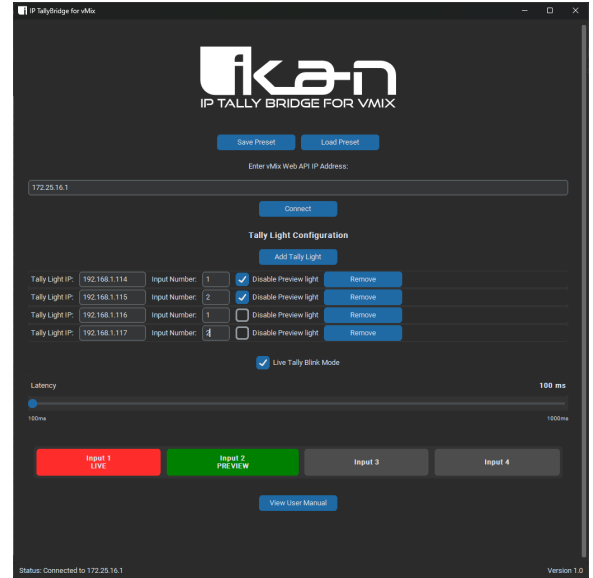 IP TallyBridge for vMix
ikan
IP TALLY BRIDGE FOR VMIX
Save Preset Load Preset
Enter vMix Web API IP Address:
172.25.16.1
Connect
Tally Light Configuration
Add Tally Light
Tally Light IP: 192.168.1.114 Input Number: 1 Disable Preview light Remove
Tally Light IP: 192.168.1.115 Input Number: 2 Disable Preview light Remove
Tally Light IP: 192.168.1.116 Input Number: 1 Disable Preview light Remove
Tally Light IP: 192.168.1.117 Input Number: 2 Disable Preview light Remove
Live Tally Blink Mode
Latency 100 ms
100ms 1000ms
Input 1 Input 2 Input 3 Input 4
LIVE PREVIEW
View User Manual
Status: Connected to 172.25.16.1 Version 1.0